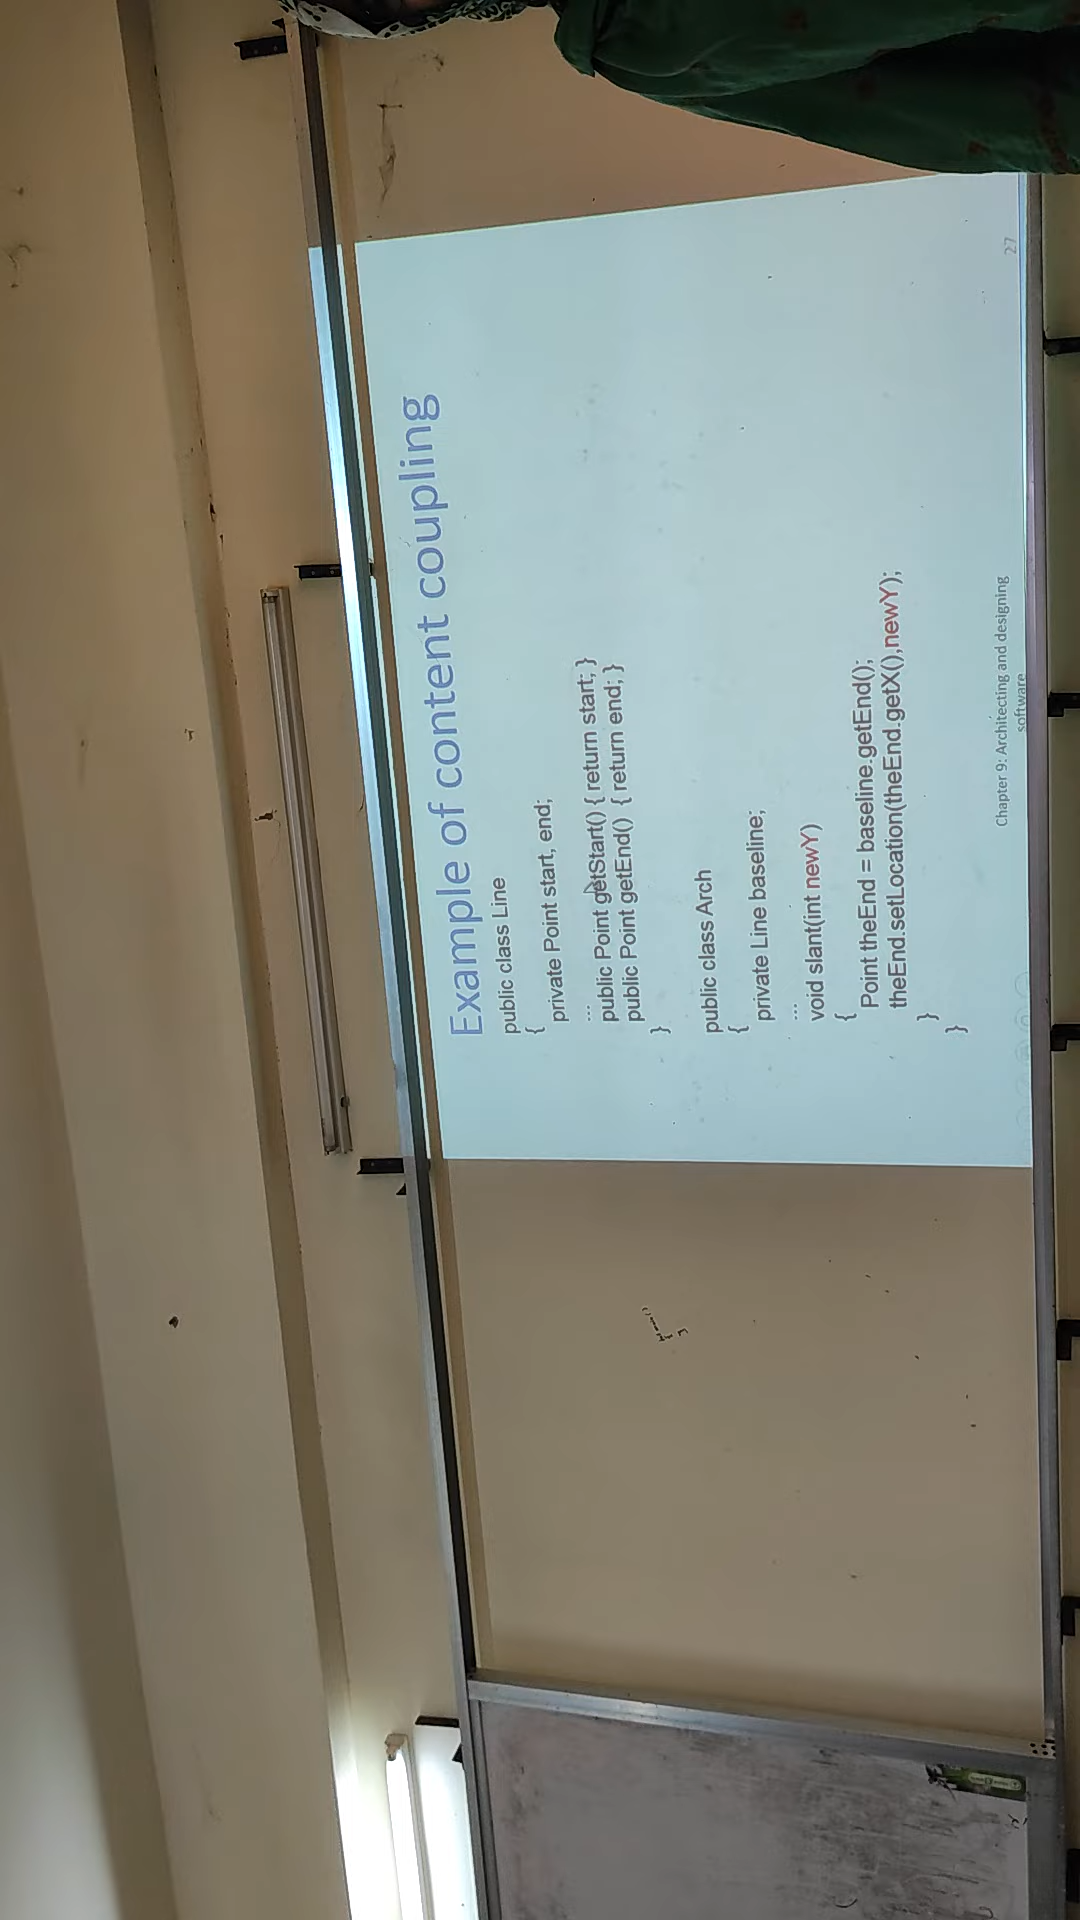 Example of content coupling
public class Line
{
private Point start, end;
...
public Point getStart() { return start; }
public Point getEnd() { return end; }
}
public class Arch
{
private Line baseline;
...
void slant(int newY)
{
Point theEnd = baseline.getEnd();
theEnd.setLocation(theEnd.getX(),newY);
}
}
Chapter 9: Architecting and designing
software
27